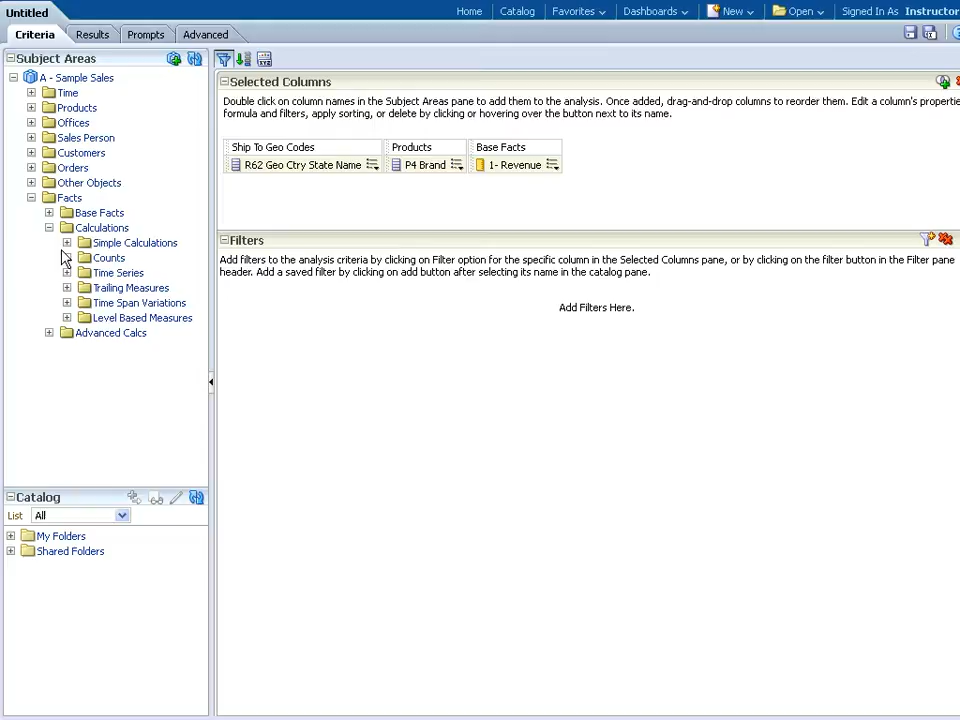 Untitled
Home Catalog Favorites Dashboards New Open Signed In As Instructor
Criteria Results Prompts Advanced
Subject Areas
A - Sample Sales
Time
Products
Offices
Sales Person
Customers
Orders
Other Objects
Facts
Base Facts
Calculations
Simple Calculations
Counts
Time Series
Trailing Measures
Time Span Variations
Level Based Measures
Advanced Calcs
Catalog
List All
My Folders
Shared Folders
Selected Columns
Double click on column names in the Subject Areas pane to add them to the analysis. Once added, drag-and-drop columns to reorder them. Edit a column's
formula and filters, apply sorting, or delete by clicking or hovering over the button next to its name.
Ship To Geo Codes Products Base Facts
R62 Geo Ctry State Name P4 Brand 1- Revenue
Filters
Add filters to the analysis criteria by clicking on Filter option for the specific column in the Selected Columns pane, or by clicking on the filter button in the Filter pane
header. Add a saved filter by clicking on add button after selecting its name in the catalog pane.
Add Filters Here.